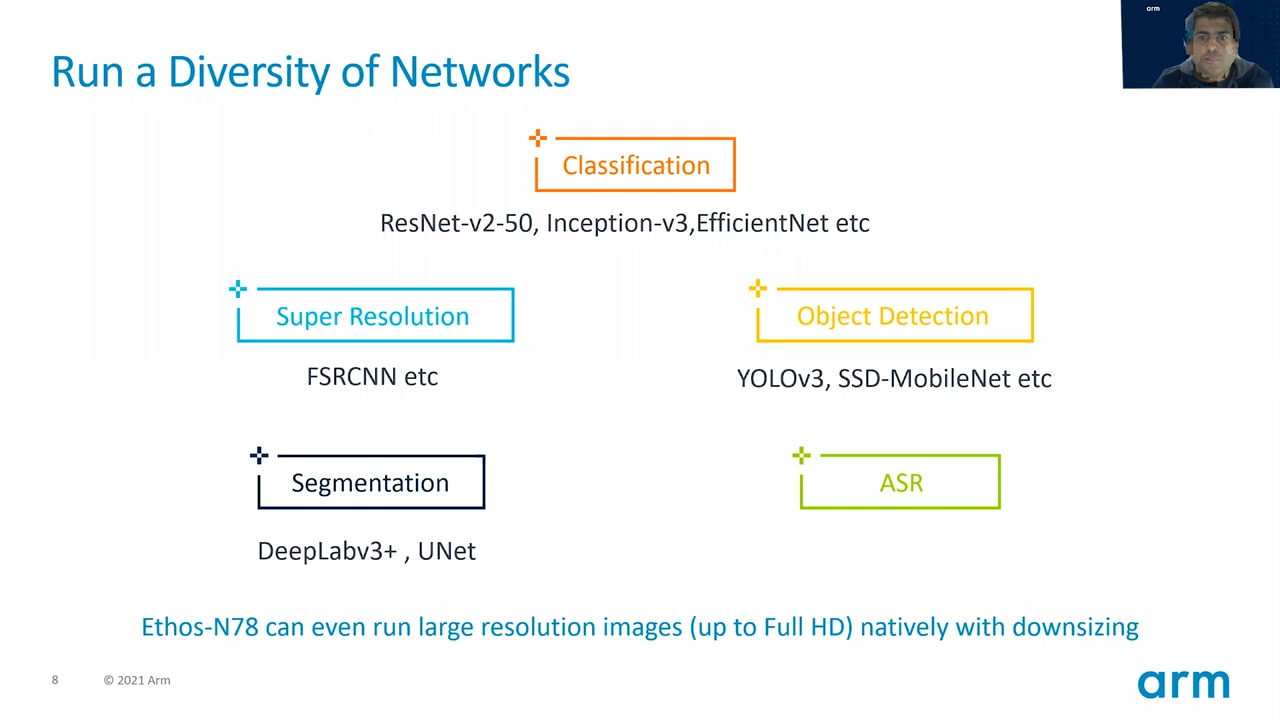 arm
Run a Diversity of Networks
Classification
ResNet-v2-50, Inception-v3,EfficientNet etc
Super Resolution
Object Detection
FSRCNN etc
YOLOv3, SSD-MobileNet etc
Segmentation
ASR
DeepLabv3+ , UNet
Ethos-N78 can even run large resolution images (up to Full HD) natively with downsizing
8 © 2021 Arm
arm